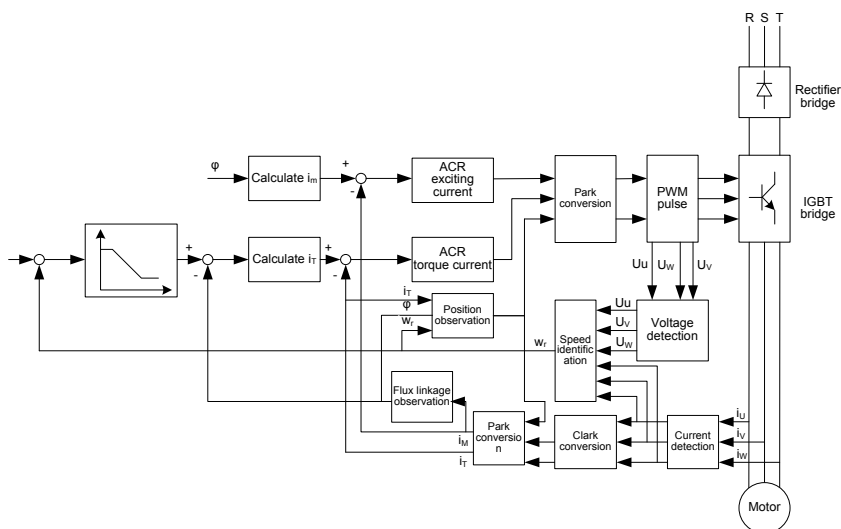 R S T
Rectifier
bridge
φ
Calculate im
+
-
ACR
exciting
current
Park
conversion
PWM
pulse
IGBT
bridge
+
-
Calculate iT
+
-
ACR
torque current
Uu
UW
UV
iT
φ
wr
Position
observation
wr
Speed
identific
ation
Uu
UV
UW
Voltage
detection
Flux linkage
observation
iM
iT
Park
conversio
n
Clark
conversion
Current
detection
iU
iV
iW
Motor